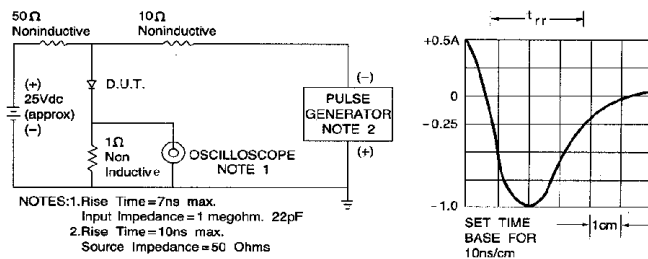 50Ω
Noninductive
10Ω
Noninductive
(+)
25Vdc
(approx)
(–)
D.U.T.
1Ω
Non
Inductive
OSCILLOSCOPE
NOTE 1
(–)
PULSE
GENERATOR
NOTE 2
(+)
NOTES:1.Rise Time=7ns max.
Input Impedance=1 megohm. 22pF
2.Rise Time=10ns max.
Source Impedance=50 Ohms
trr
+0.5A
0
-0.25
-1.0
SET TIME
BASE FOR
10ns/cm
1cm